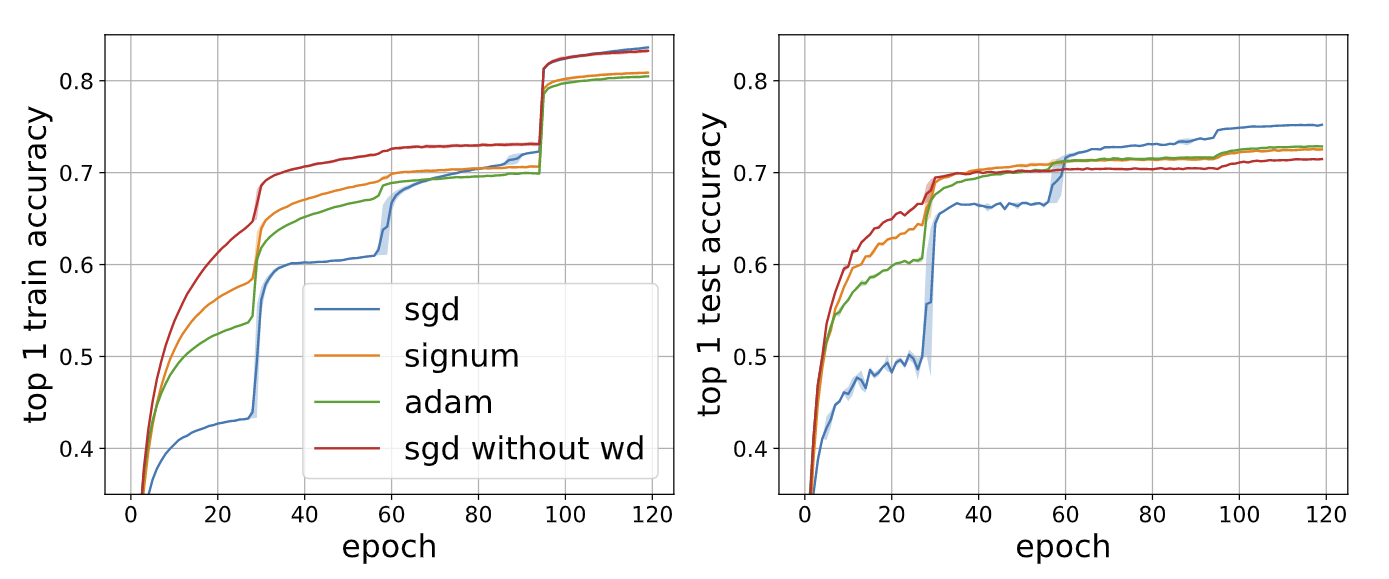 top 1 train accuracy
0.8
0.7
0.6
0.5
0.4
sgd
signum
adam
sgd without wd
0 20 40 60 80 100 120
epoch
top 1 test accuracy
0.8
0.7
0.6
0.5
0.4
0 20 40 60 80 100 120
epoch